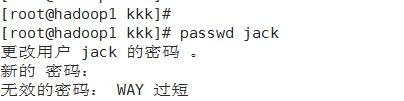 [root@hadoop1 kkk]#
[root@hadoop1 kkk]# passwd jack
更改用户 jack 的密码 。
新的 密码：
无效的密码： WAY 过短